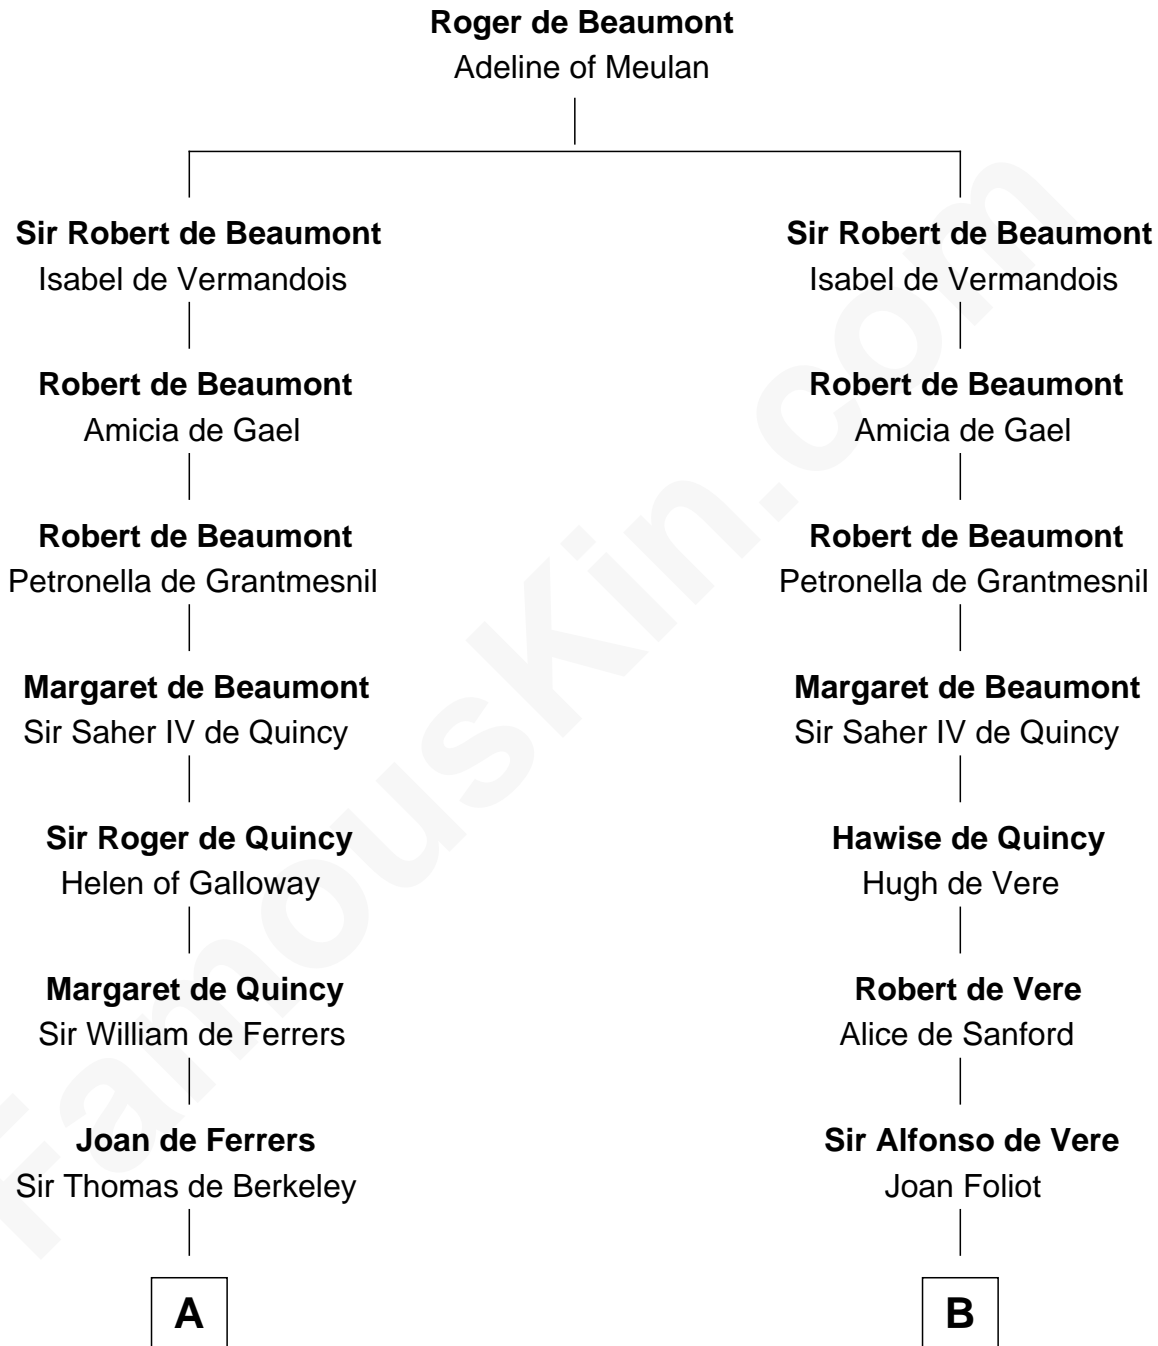 Roger de Beaumont
Adeline of Meulan
Sir Robert de Beaumont
Isabel de Vermandois
Sir Robert de Beaumont
Isabel de Vermandois
Robert de Beaumont
Amicia de Gael
Robert de Beaumont
Amicia de Gael
Robert de Beaumont
Petronella de Grantmesnil
Robert de Beaumont
Petronella de Grantmesnil
Margaret de Beaumont
Sir Saher IV de Quincy
Margaret de Beaumont
Sir Saher IV de Quincy
Sir Roger de Quincy
Helen of Galloway
Hawise de Quincy
Hugh de Vere
Margaret de Quincy
Sir William de Ferrers
Robert de Vere
Alice de Sanford
Joan de Ferrers
Sir Thomas de Berkeley
Sir Alfonso de Vere
Joan Foliot
A
B
FamousKin.com